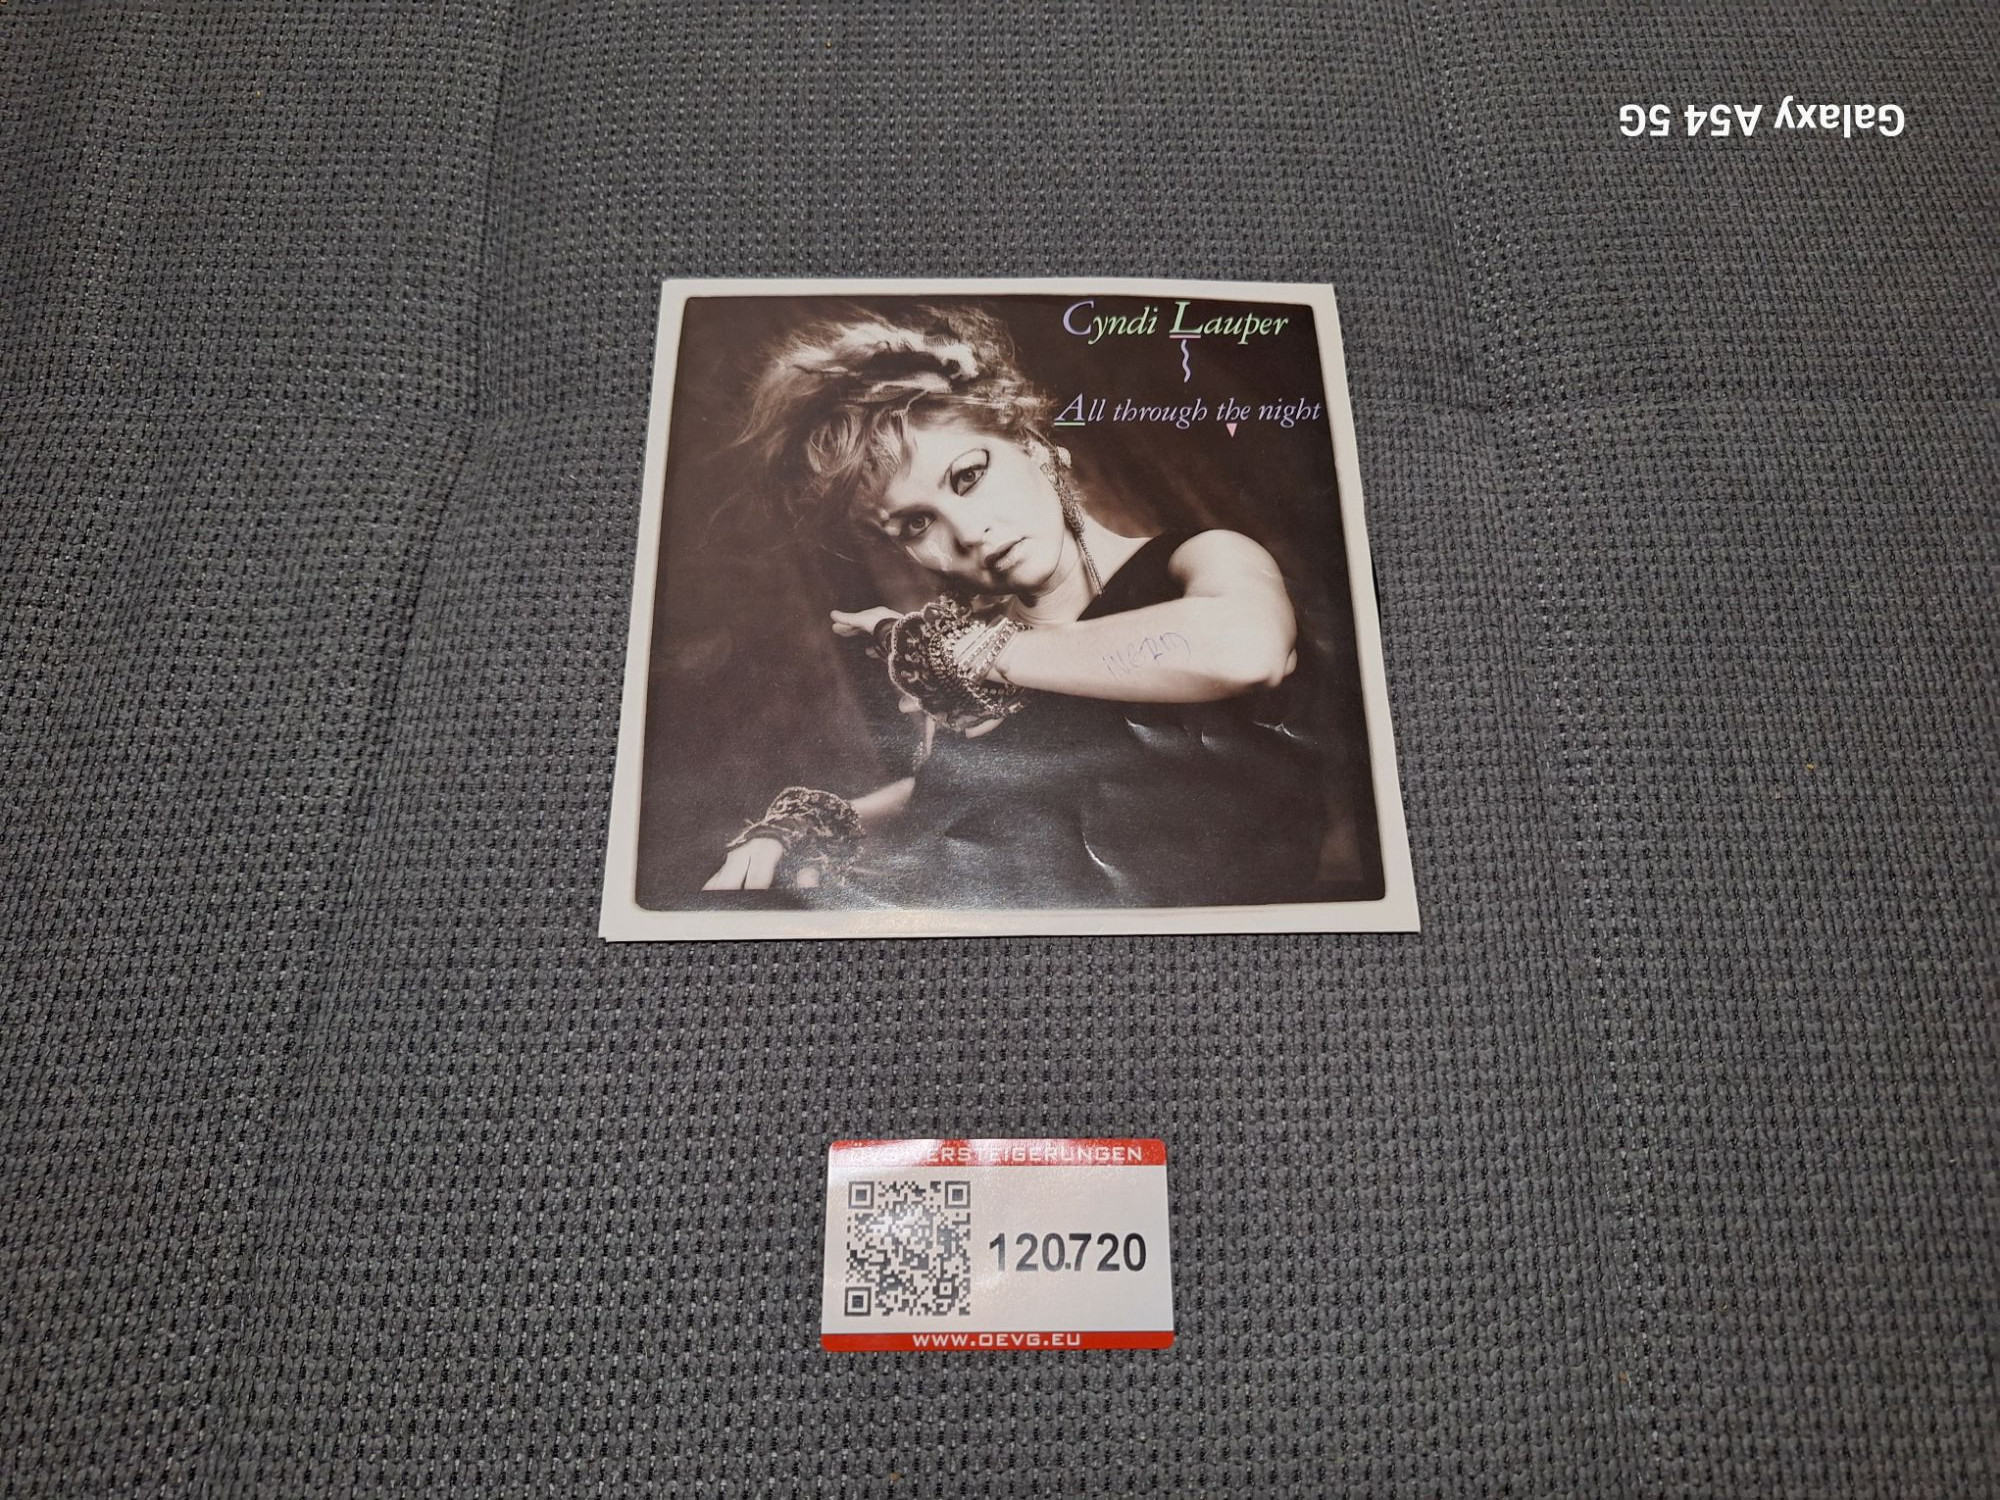 Galaxy A54 5G
Cyndi Lauper
All through the night
VERSTEIGERUNGEN
120.720
WWW.OEVG.EU